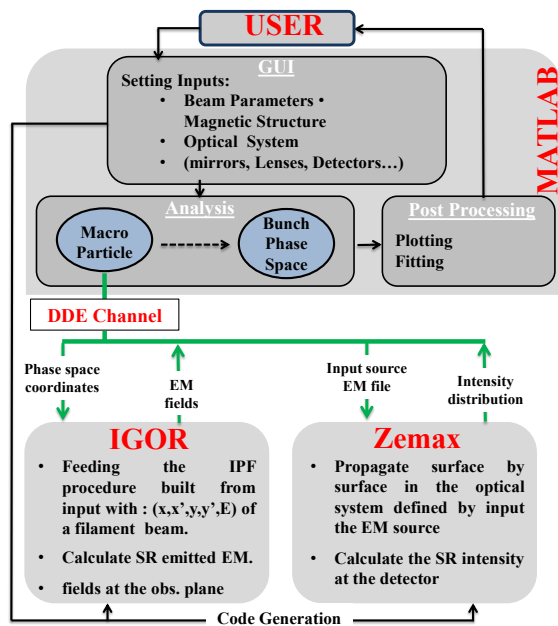 USER
GUI
Setting Inputs:
• Beam Parameters •
Magnetic Structure
• Optical System
• (mirrors, Lenses, Detectors…)
MATLAB
Analysis
Macro
Particle
Bunch
Phase
Space
Post Processing
Plotting
Fitting
DDE Channel
Phase space
coordinates
EM
fields
Input source
EM file
Intensity
distribution
IGOR
• Feeding the IPF
procedure built from
input with : (x,x’,y,y’,E) of
a filament beam.
• Calculate SR emitted EM.
• fields at the obs. plane
Zemax
• Propagate surface by
surface in the optical
system defined by input
the EM source
• Calculate the SR intensity
at the detector
Code Generation